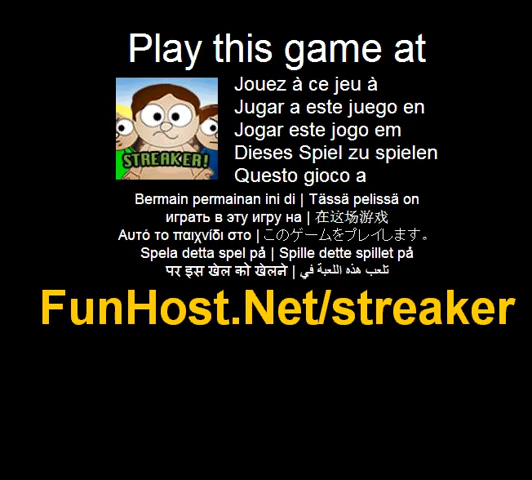 Play this game at
STREAKER!
Jouez à ce jeu à
Jugar a este juego en
Jogar este jogo em
Dieses Spiel zu spielen
Questo gioco a
Bermain permainan ini di | Tässä pelissä on
играть в эту игру на | 在这场游戏
Αυτό το παιχνίδι στο | このゲームをプレイします。
Spela detta spel på | Spille dette spillet på
पर इस खेल को खेलने | تلعب هذه اللعبة في
FunHost.Net/streaker